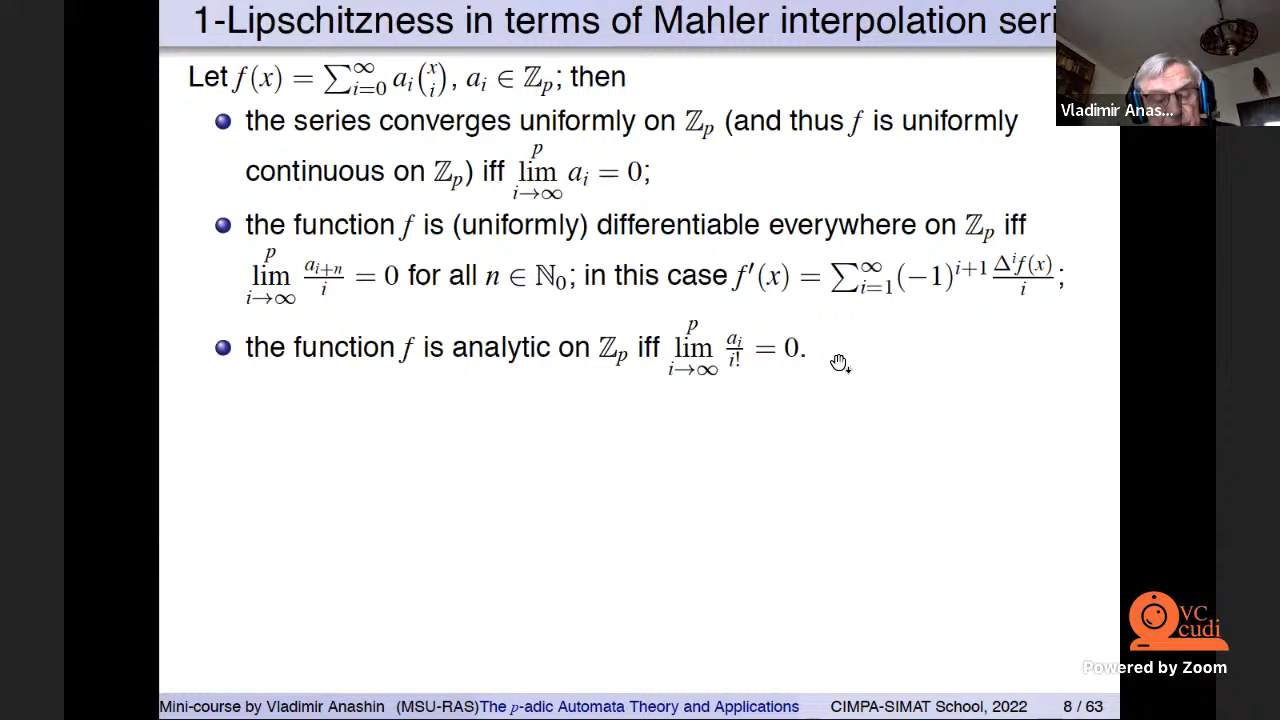 1-Lipschitzness in terms of Mahler interpolation seri
Let f(x) = ∑_{i=0}^{∞} a_i \binom{x}{i}, a_i ∈ ℤ_p; then
the series converges uniformly on ℤ_p (and thus f is uniformly
continuous on ℤ_p) iff lim^p_{i→∞} a_i = 0;
the function f is (uniformly) differentiable everywhere on ℤ_p iff
lim^p_{i→∞} \frac{a_{i+n}}{i} = 0 for all n ∈ ℕ_0; in this case f′(x) = ∑_{i=1}^{∞} (−1)^{i+1} \frac{Δ^i f(x)}{i};
the function f is analytic on ℤ_p iff lim^p_{i→∞} \frac{a_i}{i!} = 0.
Vladimir Anas...
VC
cudi
Powered by Zoom
Mini-course by Vladimir Anashin (MSU-RAS) The p-adic Automata Theory and Applications CIMPA-SIMAT School, 2022 8 / 63